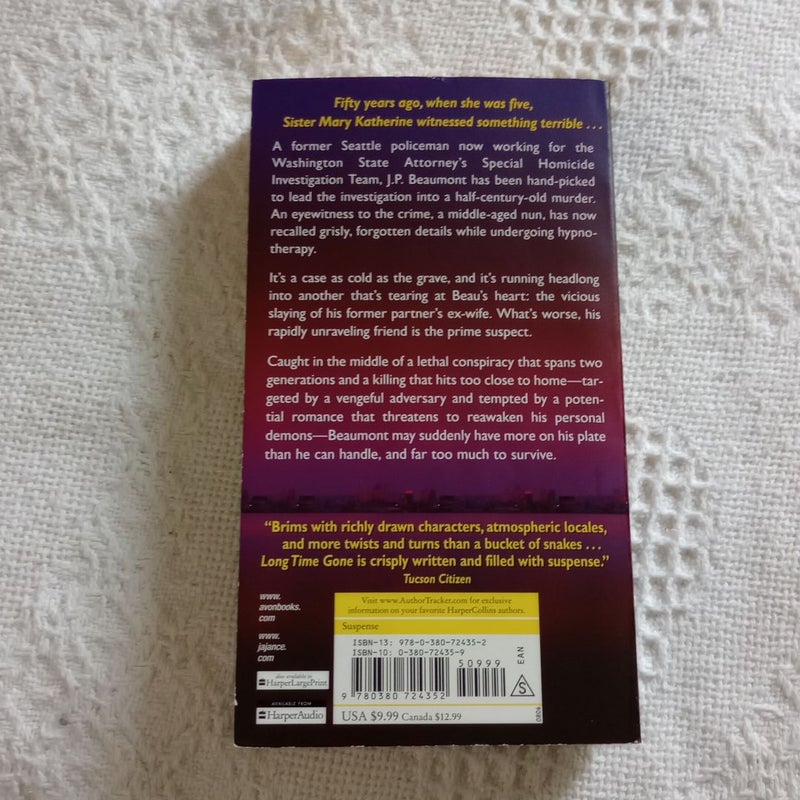 Fifty years ago, when she was five,
Sister Mary Katherine witnessed something terrible . . .
A former Seattle policeman now working for the
Washington State Attorney's Special Homicide
Investigation Team, J.P. Beaumont has been hand-picked
to lead the investigation into a half-century-old murder.
An eyewitness to the crime, a middle-aged nun, has now
recalled grisly, forgotten details while undergoing hypno-
therapy.
It's a case as cold as the grave, and it's running headlong
into another that's tearing at Beau's heart: the vicious
slaying of his former partner's ex-wife. What's worse, his
rapidly unraveling friend is the prime suspect.
Caught in the middle of a lethal conspiracy that spans two
generations and a killing that hits too close to home—tar-
geted by a vengeful adversary and tempted by a poten-
tial romance that threatens to reawaken his personal
demons—Beaumont may suddenly have more on his plate
than he can handle, and far too much to survive.
"Brims with richly drawn characters, atmospheric locales,
and more twists and turns than a bucket of snakes . . .
Long Time Gone is crisply written and filled with suspense."
Tucson Citizen
www.
avonbooks.
com
www.
jajance.
com
also available in
HarperLargePrint
AVAILABLE FROM
HarperAudio
Visit www.AuthorTracker.com for exclusive
information on your favorite HarperCollins authors.
Suspense
ISBN-13: 978-0-380-72435-2
ISBN-10: 0-380-72435-9
50999
EAN
S
9 780380 724352
USA $9.99 Canada $12.99
0806